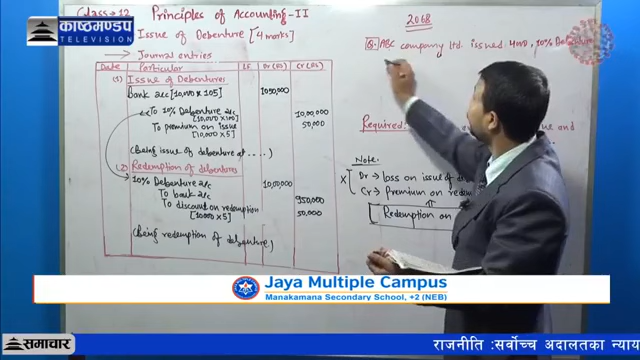 काष्ठमण्डप
TELEVISION
Class-12 Principles of Accounting-II
Issue of Debenture [4 marks]
→ Journal entries
Date Particular LF Dr (RS) Cr (RS)
(1) Issue of Debentures
Bank a/c [10,000 × 105] 1050,000
To 10% Debenture a/c 10,00,000
[10,000 × 100]
To premium on issue 50,000
[10,000 × 5]
(Being issue of debenture at .....)
(2) Redemption of debentures
10% Debenture a/c 10,00,000
To bank a/c 950,000
To discount on redemption 50,000
[10000 × 5]
(Being redemption of debenture)
2068
Q. ABC company ltd. issued 4000, 10% Debenture
Required:
and
Note:
X Dr → loss on issue of
Cr → premium on
Redemption on
Jaya Multiple Campus
Manakamana Secondary School, +2 (NEB)
समाचार
राजनीति :सर्वोच्च अदालतका न्याय